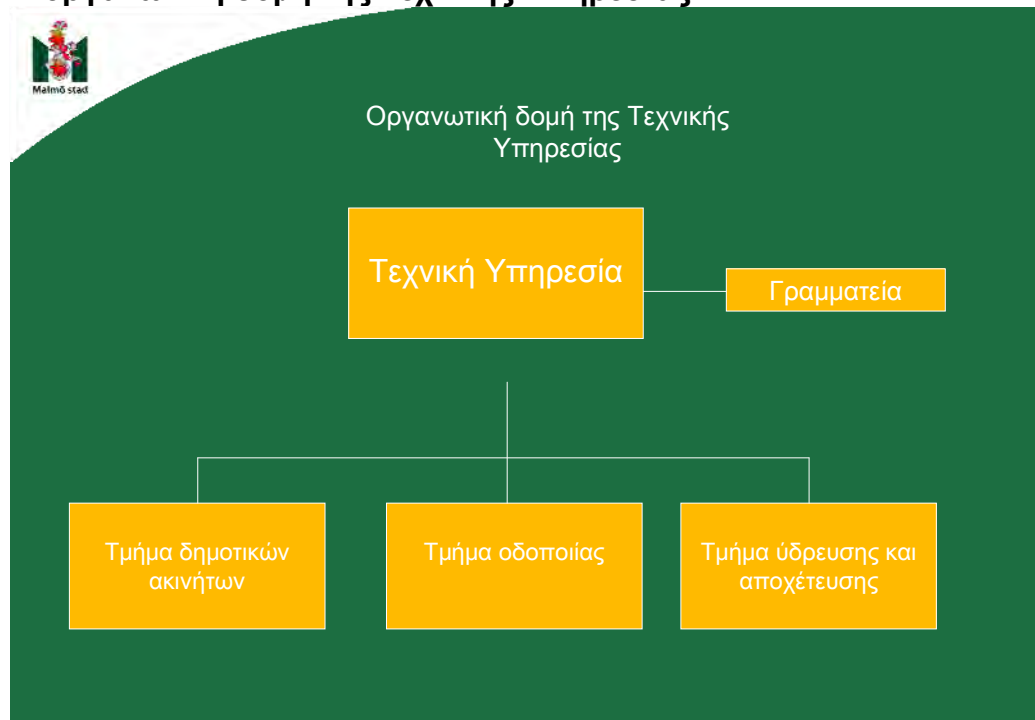 Malmö stad
Οργανωτική δομή της Τεχνικής
Υπηρεσίας
Τεχνική Υπηρεσία
Γραμματεία
Τμήμα δημοτικών
ακινήτων
Τμήμα οδοποιίας
Τμήμα ύδρευσης και
αποχέτευσης